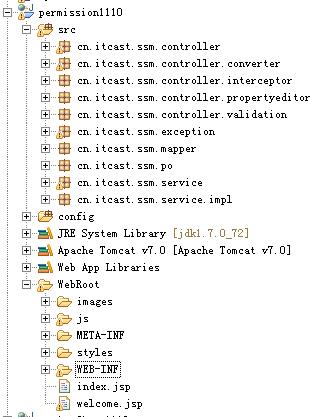 permission1110
src
cn.itcast.ssm.controller
cn.itcast.ssm.controller.converter
cn.itcast.ssm.controller.interceptor
cn.itcast.ssm.controller.propertyeditor
cn.itcast.ssm.controller.validation
cn.itcast.ssm.exception
cn.itcast.ssm.mapper
cn.itcast.ssm.po
cn.itcast.ssm.service
cn.itcast.ssm.service.impl
config
JRE System Library [jdk1.7.0_72]
Apache Tomcat v7.0 [Apache Tomcat v7.0]
Web App Libraries
WebRoot
images
js
META-INF
styles
WEB-INF
index.jsp
welcome.jsp